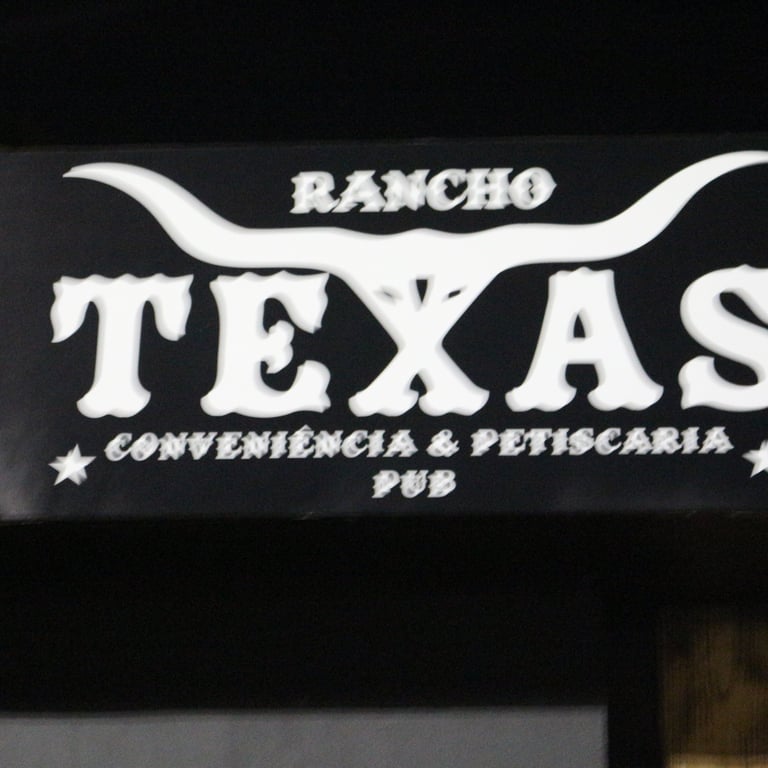 RANCHO
TEXAS
CONVENIÊNCIA & PETISCARIA
PUB